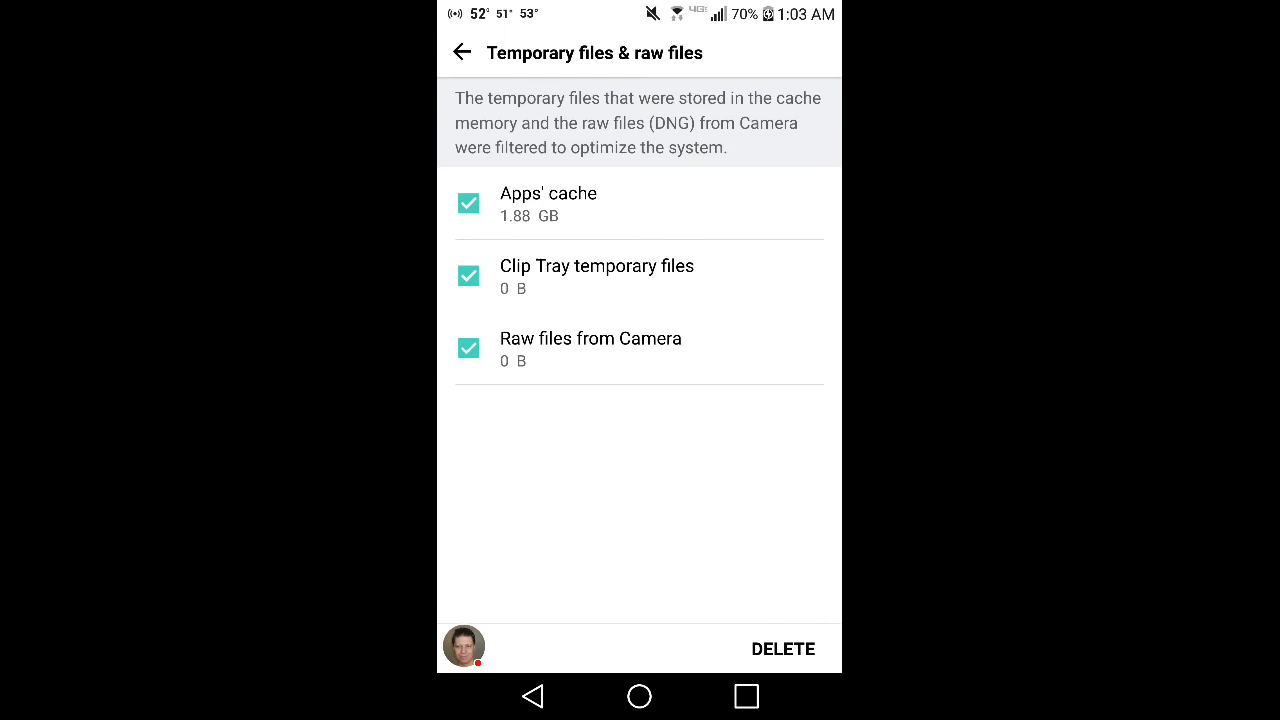 52° 51° 53° 4G 70% 1:03 AM
Temporary files & raw files
The temporary files that were stored in the cache
memory and the raw files (DNG) from Camera
were filtered to optimize the system.
Apps' cache
1.88 GB
Clip Tray temporary files
0 B
Raw files from Camera
0 B
DELETE